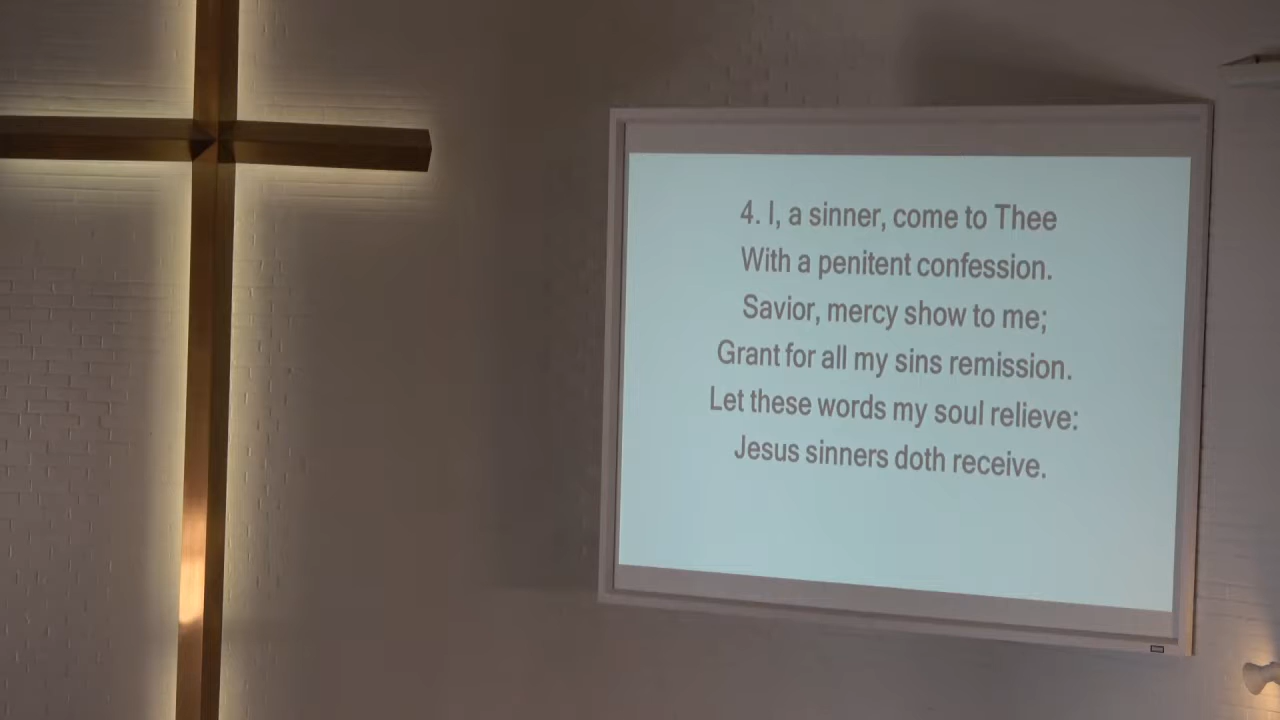 4. I, a sinner, come to Thee
With a penitent confession.
Savior, mercy show to me;
Grant for all my sins remission.
Let these words my soul relieve:
Jesus sinners doth receive.